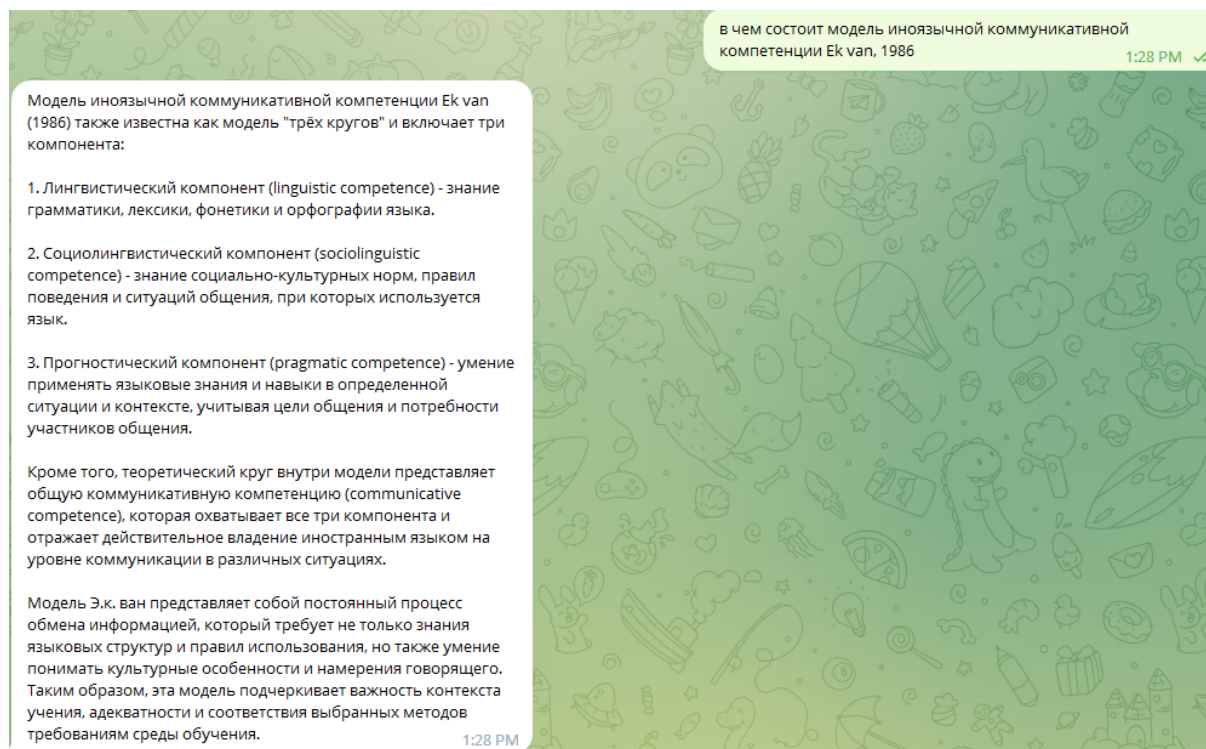 в чем состоит модель иноязычной коммуникативной
компетенции Ek van, 1986
1:28 PM
Модель иноязычной коммуникативной компетенции Ek van
(1986) также известна как модель "трёх кругов" и включает три
компонента:
1. Лингвистический компонент (linguistic competence) - знание
грамматики, лексики, фонетики и орфографии языка.
2. Социолингвистический компонент (sociolinguistic
competence) - знание социально-культурных норм, правил
поведения и ситуаций общения, при которых используется
язык.
3. Прогностический компонент (pragmatic competence) - умение
применять языковые знания и навыки в определенной
ситуации и контексте, учитывая цели общения и потребности
участников общения.
Кроме того, теоретический круг внутри модели представляет
общую коммуникативную компетенцию (communicative
competence), которая охватывает все три компонента и
отражает действительное владение иностранным языком на
уровне коммуникации в различных ситуациях.
Модель Э.к. ван представляет собой постоянный процесс
обмена информацией, который требует не только знания
языковых структур и правил использования, но также умение
понимать культурные особенности и намерения говорящего.
Таким образом, эта модель подчеркивает важность контекста
учения, адекватности и соответствия выбранных методов
требованиям среды обучения.
1:28 PM